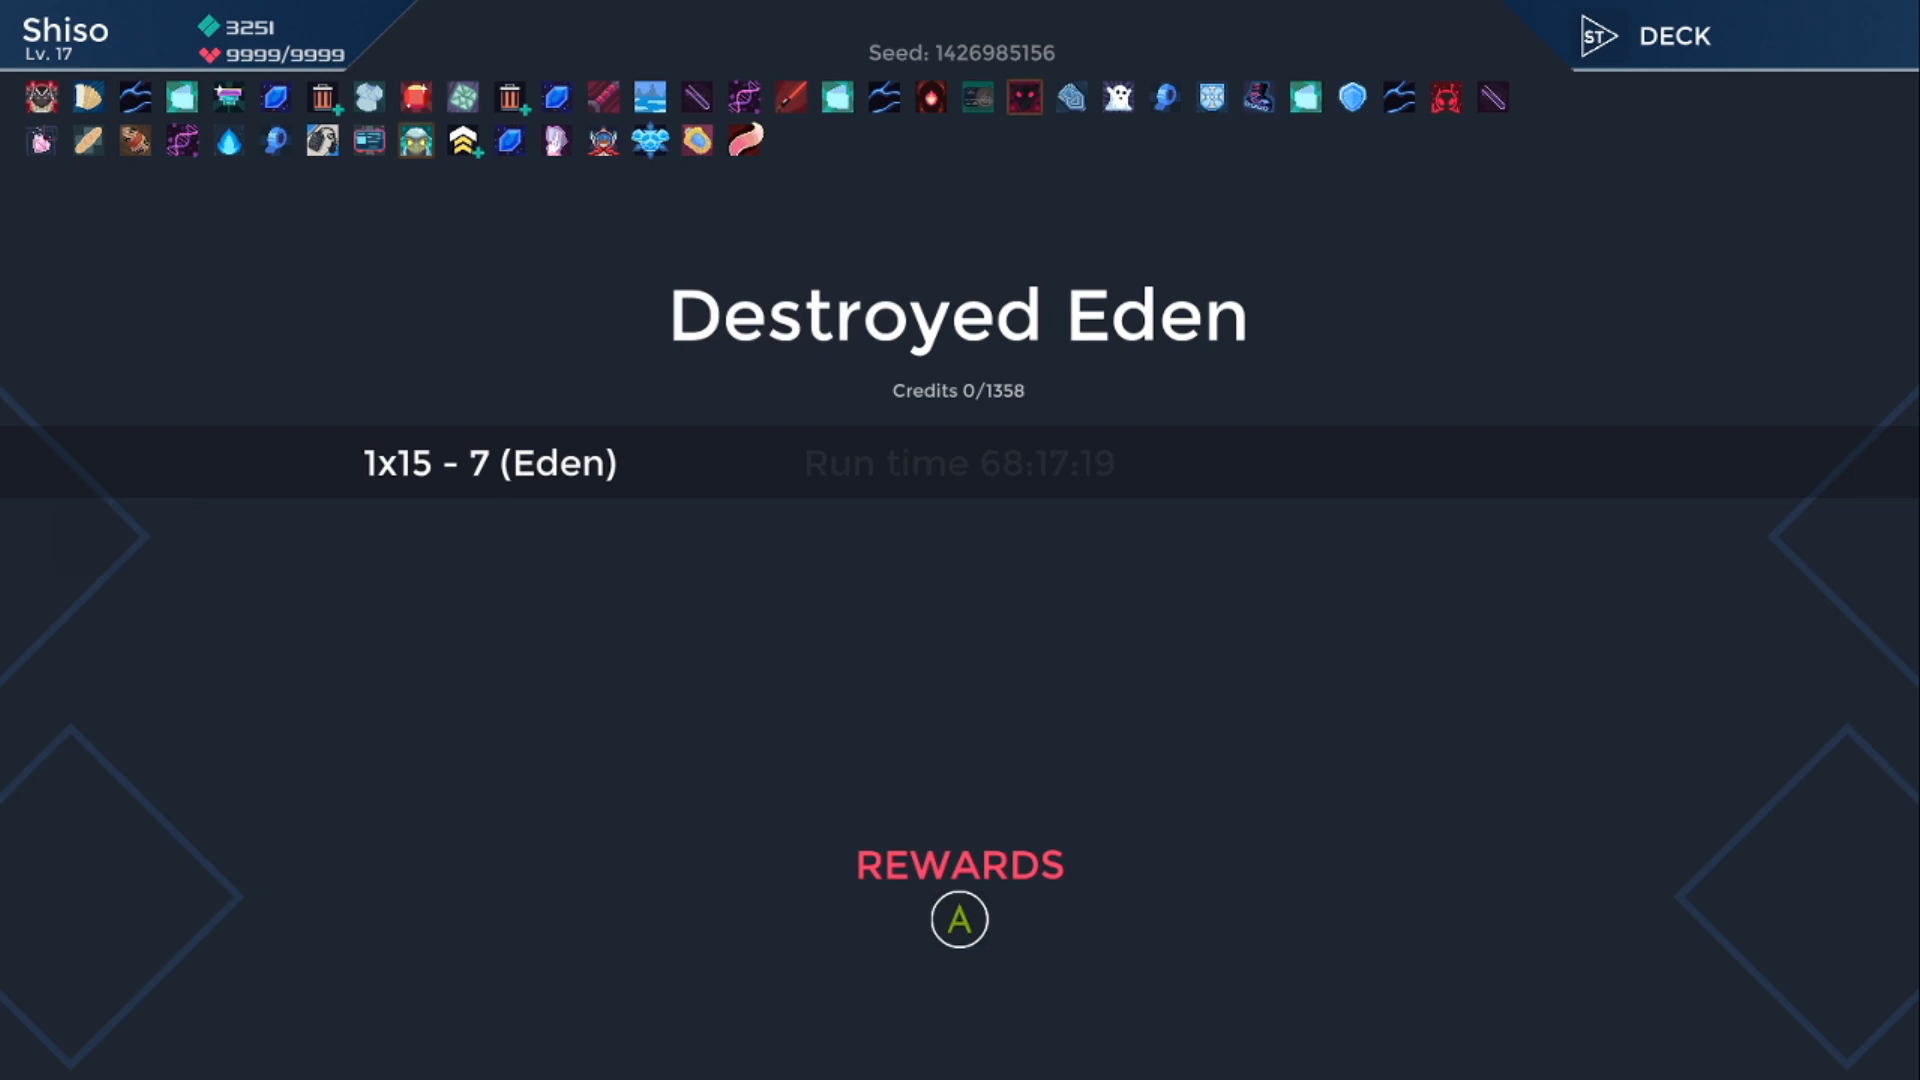 Shiso
Lv. 17
3251
9999/9999
Seed: 1426985156
ST
DECK
Destroyed Eden
Credits 0/1358
1x15 - 7 (Eden)
Run time 68:17:19
REWARDS
A